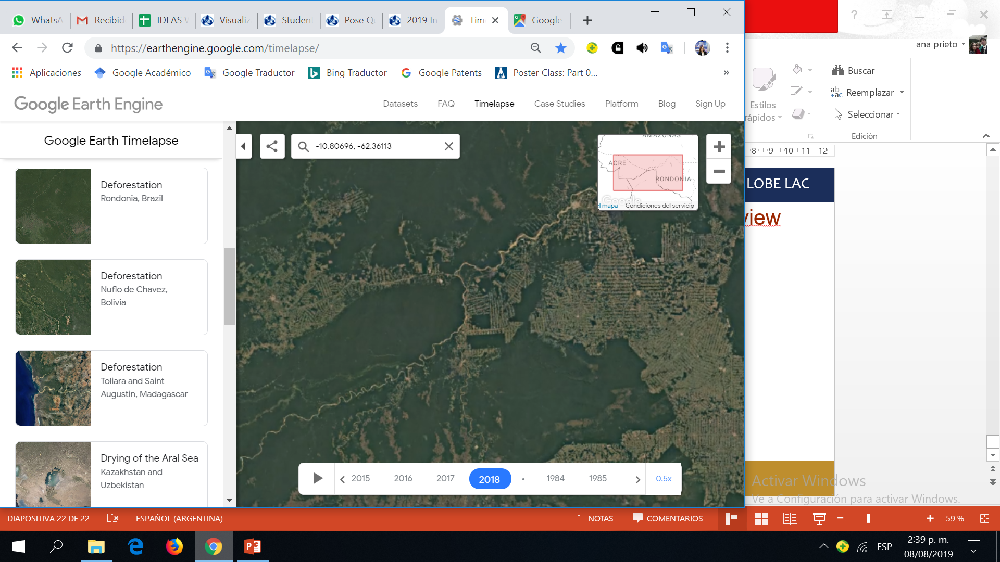 WhatsA
Recibid
IDEAS W
Visualiz
Student
Pose Qu
2019 In
Tim
Google
https://earthengine.google.com/timelapse/
Aplicaciones
Google Académico
Google Traductor
Bing Traductor
Google Patents
Poster Class: Part 0...
»
Google Earth Engine
Datasets
FAQ
Timelapse
Case Studies
Platform
Blog
Sign Up
Google Earth Timelapse
Deforestation
Rondonia, Brazil
Deforestation
Nuflo de Chavez,
Bolivia
Deforestation
Toliara and Saint
Augustin, Madagascar
Drying of the Aral Sea
Kazakhstan and
Uzbekistan
-10.80696, -62.36113
AMAZONAS
ACRE
RONDONIA
Google
el mapa
Condiciones del servicio
2015
2016
2017
2018
1984
1985
0.5x
ana prieto
Estilos
rápidos
Buscar
Reemplazar
Seleccionar
Edición
8 9 10 11 12
GLOBE LAC
view
Activar Windows
Ve a Configuración para activar Windows.
DIAPOSITIVA 22 DE 22
ESPAÑOL (ARGENTINA)
NOTAS
COMENTARIOS
59 %
ESP
2:39 p. m.
08/08/2019